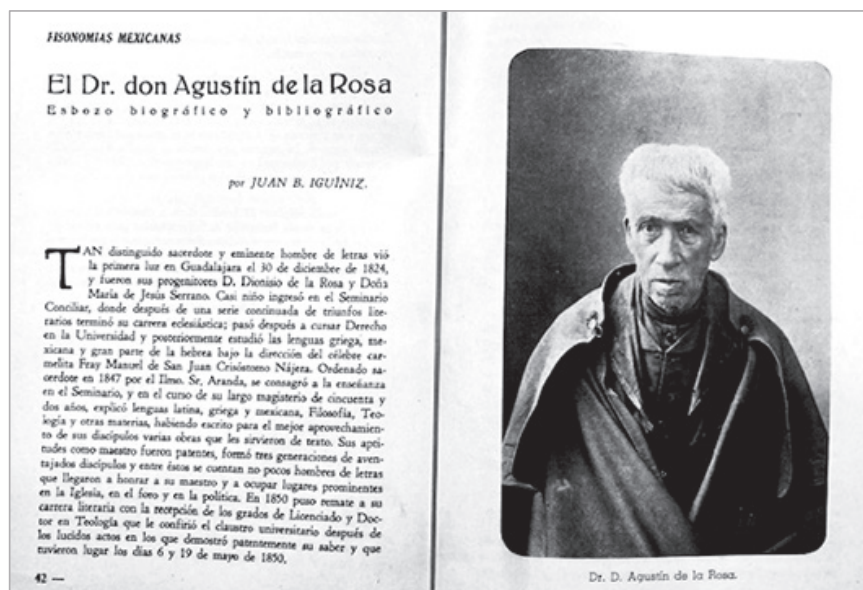 FISONOMIAS MEXICANAS
El Dr. don Agustín de la Rosa
Esbozo biográfico y bibliográfico
por JUAN B. IGUÍNIZ.
TAN distinguido sacerdote y eminente hombre de letras vió
la primera luz en Guadalajara el 30 de diciembre de 1824,
y fueron sus progenitores D. Dionisio de la Rosa y Doña
María de Jesús Serrano. Casi niño ingresó en el Seminario
Conciliar, donde después de una serie continuada de triunfos lite-
rarios terminó su carrera eclesiástica; pasó después a cursar Derecho
en la Universidad y posteriormente estudió las lenguas griega, me-
xicana y gran parte de la hebrea bajo la dirección del célebre car-
melita Fray Manuel de San Juan Crisóstomo Nájera. Ordenado sa-
cerdote en 1847 por el Ilmo. Sr. Aranda, se consagró a la enseñanza
en el Seminario, y en el curso de su largo magisterio de cincuenta y
dos años, explicó lenguas latina, griega y mexicana, Filosofía, Teo-
logía y otras materias, habiendo escrito para el mejor aprovechamien-
to de sus discípulos varias obras que les sirvieron de texto. Sus apti-
tudes como maestro fueron patentes, formó tres generaciones de aven-
tajados discípulos y entre éstos se cuentan no pocos hombres de letras
que llegaron a honrar a su maestro y a ocupar lugares prominentes
en la Iglesia, en el foro y en la política. En 1850 puso remate a su
carrera literaria con la recepción de los grados de Licenciado y Doc-
tor en Teología que le confirió el claustro universitario después de
los lucidos actos en los que demostró patentemente su saber y que
tuvieron lugar los días 6 y 19 de mayo de 1850.
42 —
Dr. D. Agustín de la Rosa.